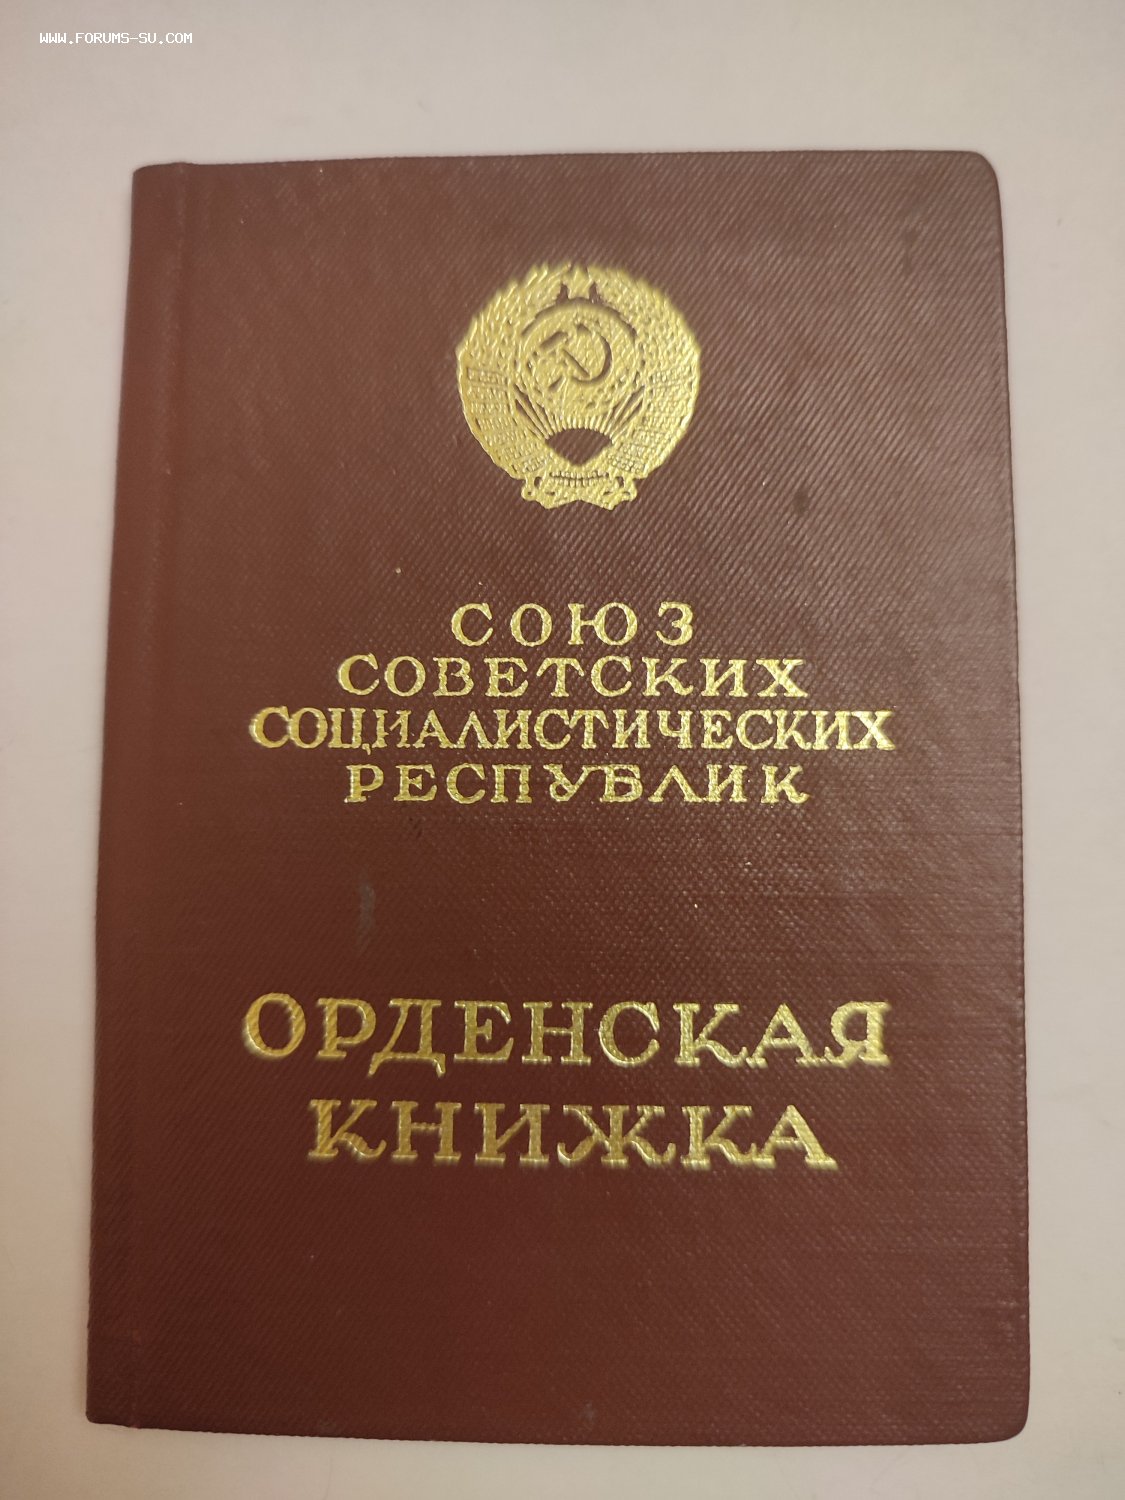 WWW.FORUMS-SU.COM
СОЮЗ
СОВЕТСКИХ
СОЦИАЛИСТИЧЕСКИХ
РЕСПУБЛИК
ОРДЕНСКАЯ
КНИЖКА